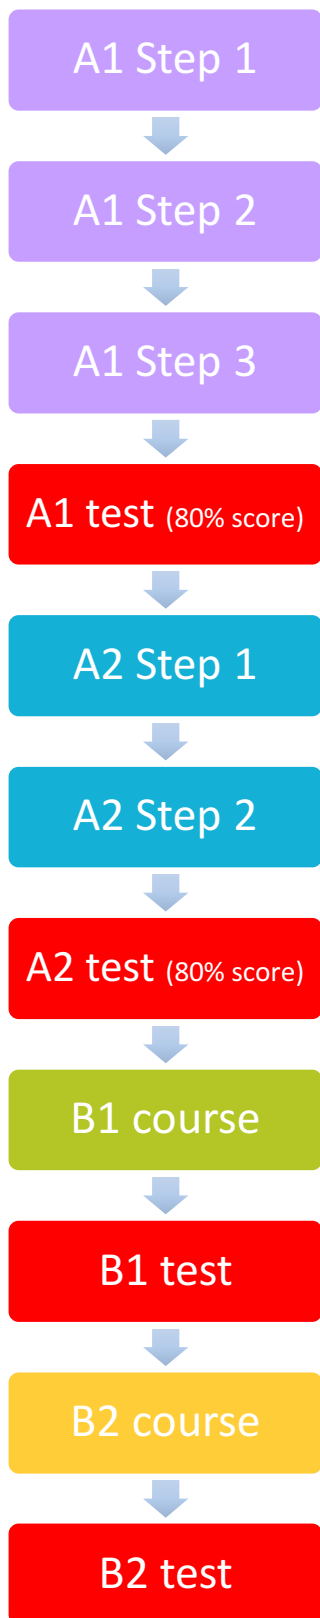 A1 Step 1
A1 Step 2
A1 Step 3
A1 test (80% score)
A2 Step 1
A2 Step 2
A2 test (80% score)
B1 course
B1 test
B2 course
B2 test